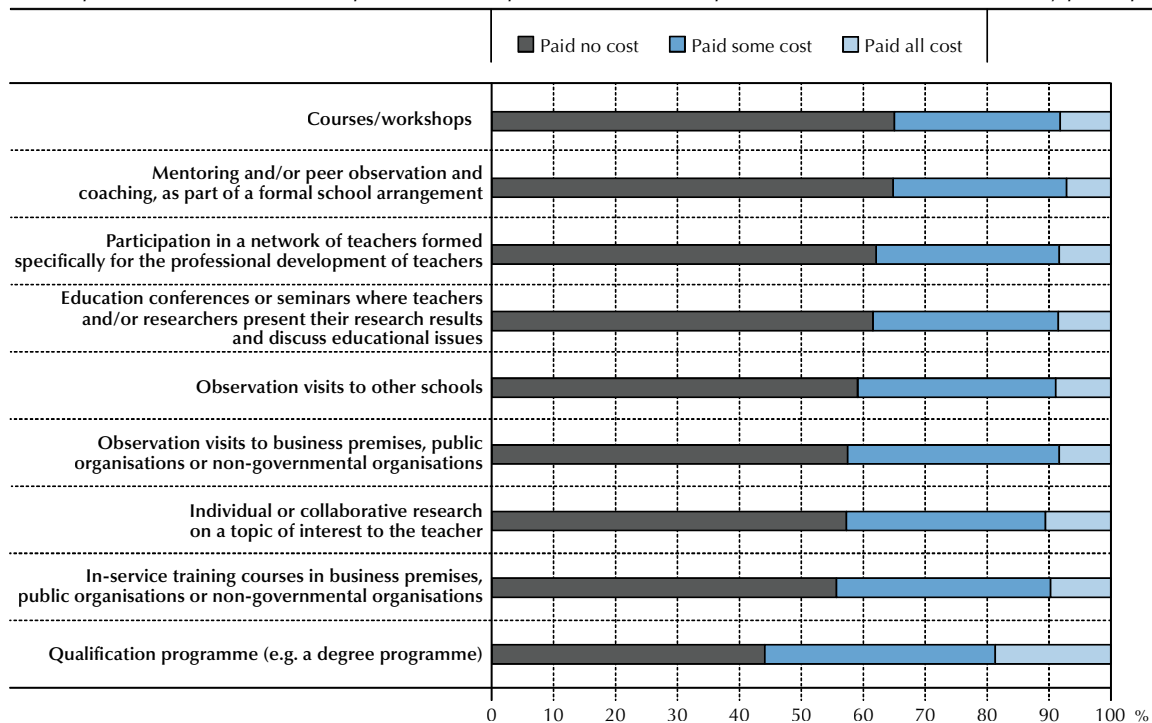 Paid no cost Paid some cost Paid all cost
Courses/workshops
Mentoring and/or peer observation and
coaching, as part of a formal school arrangement
Participation in a network of teachers formed
specifically for the professional development of teachers
Education conferences or seminars where teachers
and/or researchers present their research results
and discuss educational issues
Observation visits to other schools
Observation visits to business premises, public
organisations or non-governmental organisations
Individual or collaborative research
on a topic of interest to the teacher
In-service training courses in business premises,
public organisations or non-governmental organisations
Qualification programme (e.g. a degree programme)
0 10 20 30 40 50 60 70 80 90 100 %